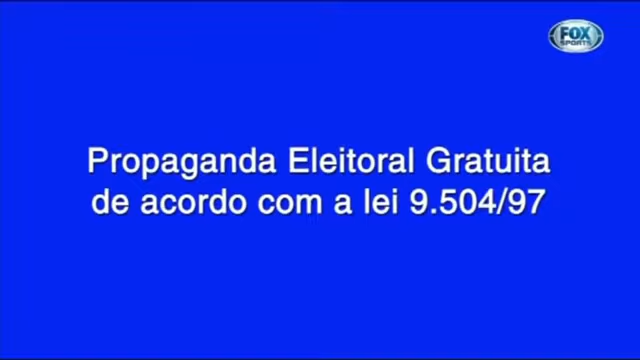 FOX
SPORTS
Propaganda Eleitoral Gratuita
de acordo com a lei 9.504/97